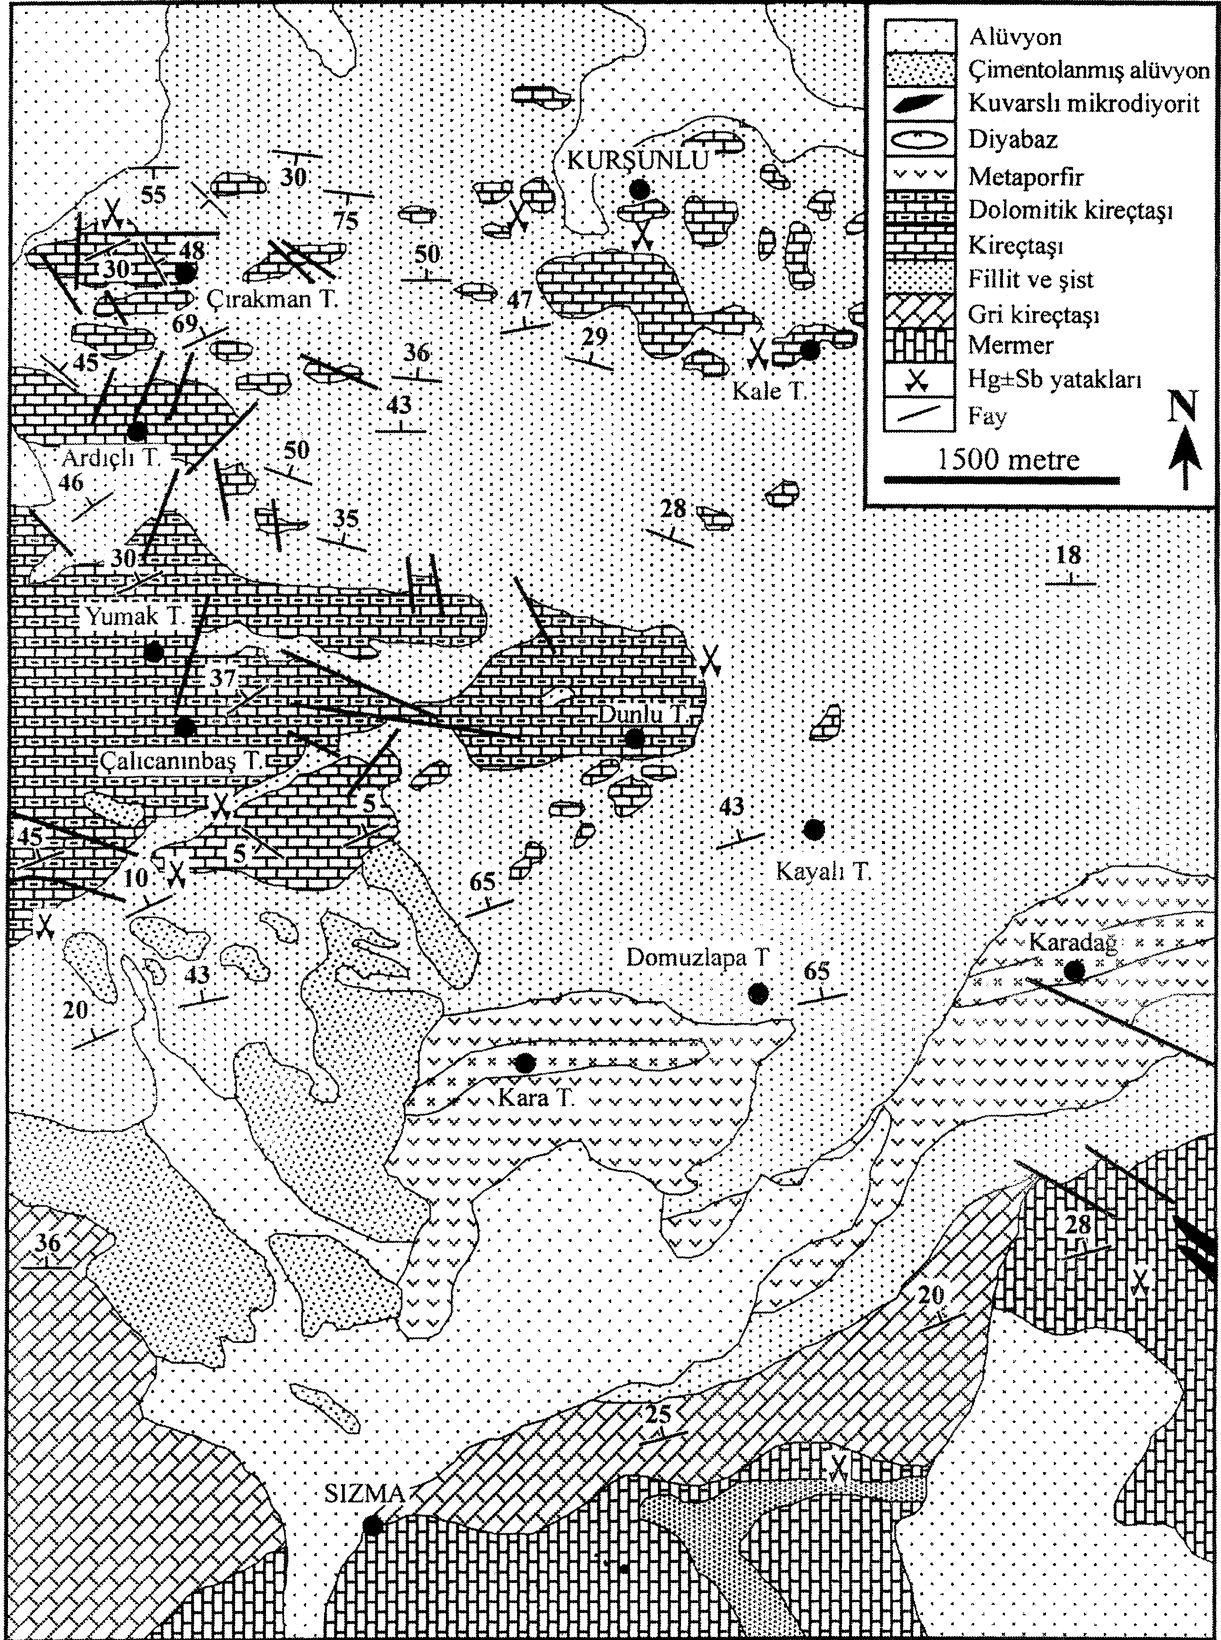 Alüvyon
Çimentolanmış alüvyon
Kuvarslı mikrodiyorit
Diyabaz
Metaporfir
Dolomitik kireçtaşı
Kireçtaşı
Fillit ve şist
Gri kireçtaşı
Mermer
Hg±Sb yatakları
Fay
N
1500 metre
KURŞUNLU
30
55
75
48
30
50
Çırakman T.
47
69
29
45
36
Kale T.
43
Ardıçlı T.
50
46
28
35
18
30
Yumak T.
37
Dunlu T.
Çalıcanınbaş T.
5
43
45
5
Kayalı T.
10
65
Karadağ
Domuzlapa T
65
43
20
Kara T.
28
36
20
25
SIZMA